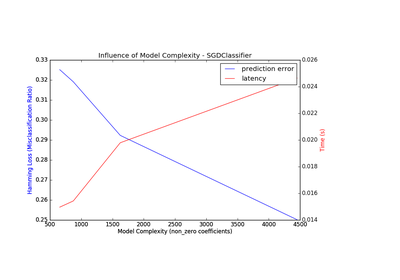 Influence of Model Complexity - SGDClassifier
prediction error
latency
Hamming Loss (Misclassification Ratio)
0.33
0.32
0.31
0.30
0.29
0.28
0.27
0.26
0.25
0.026
0.024
0.022
0.020
0.018
0.016
0.014
Time (s)
500 1000 1500 2000 2500 3000 3500 4000 4500
Model Complexity (non_zero coefficients)